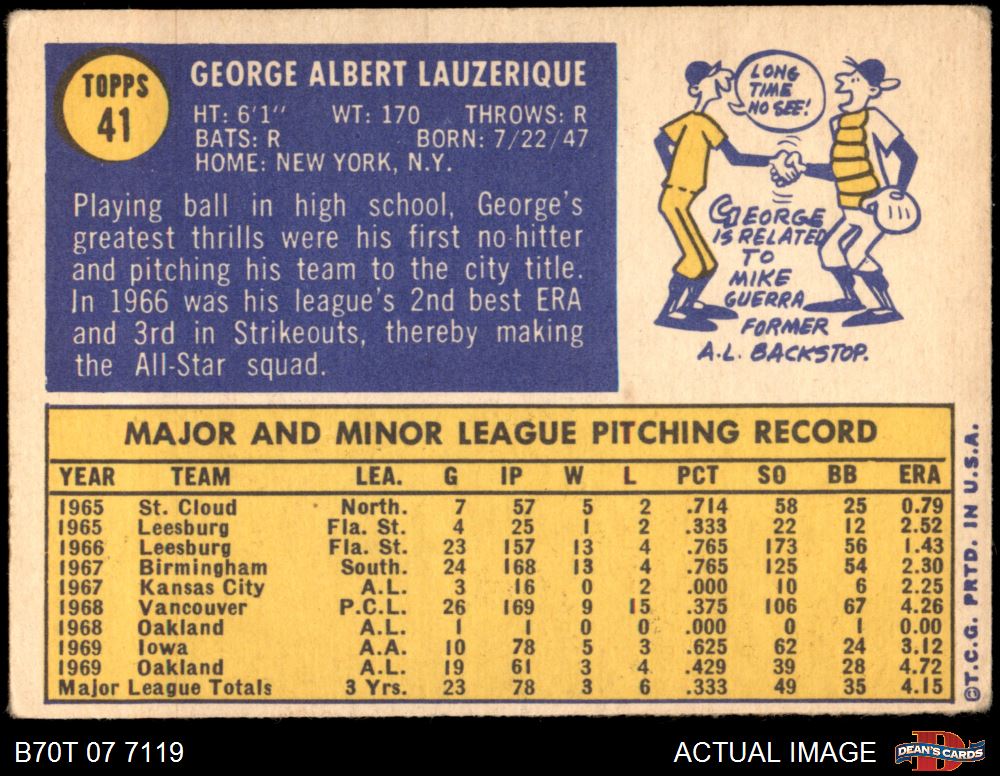 TOPPS
41
GEORGE ALBERT LAUZERIQUE
HT: 6'1" WT: 170 THROWS: R
BATS: R BORN: 7/22/47
HOME: NEW YORK, N.Y.
Playing ball in high school, George's
greatest thrills were his first no-hitter
and pitching his team to the city title.
In 1966 was his league's 2nd best ERA
and 3rd in Strikeouts, thereby making
the All-Star squad.
LONG
TIME
NO SEE!
GEORGE
IS RELATED
TO
MIKE
GUERRA
FORMER
A.L. BACKSTOP.
MAJOR AND MINOR LEAGUE PITCHING RECORD
YEAR TEAM LEA. G IP W L PCT SO BB ERA
1965 St. Cloud North. 7 57 5 2 .714 58 25 0.79
1965 Leesburg Fla. St. 4 25 1 2 .333 22 12 2.52
1966 Leesburg Fla. St. 23 157 13 4 .765 173 56 1.43
1967 Birmingham South. 24 168 13 4 .765 125 54 2.30
1967 Kansas City A.L. 3 16 0 2 .000 10 6 2.25
1968 Vancouver P.C.L. 26 169 9 15 .375 106 67 4.26
1968 Oakland A.L. 1 1 0 0 .000 0 1 0.00
1969 Iowa A.A. 10 78 5 3 .625 62 24 3.12
1969 Oakland A.L. 19 61 3 4 .429 39 28 4.72
Major League Totals 3 Yrs. 23 78 3 6 .333 49 35 4.15
©T.C.G. PRTD. IN U.S.A.
B70T 07 7119 ACTUAL IMAGE DEAN'S CARDS